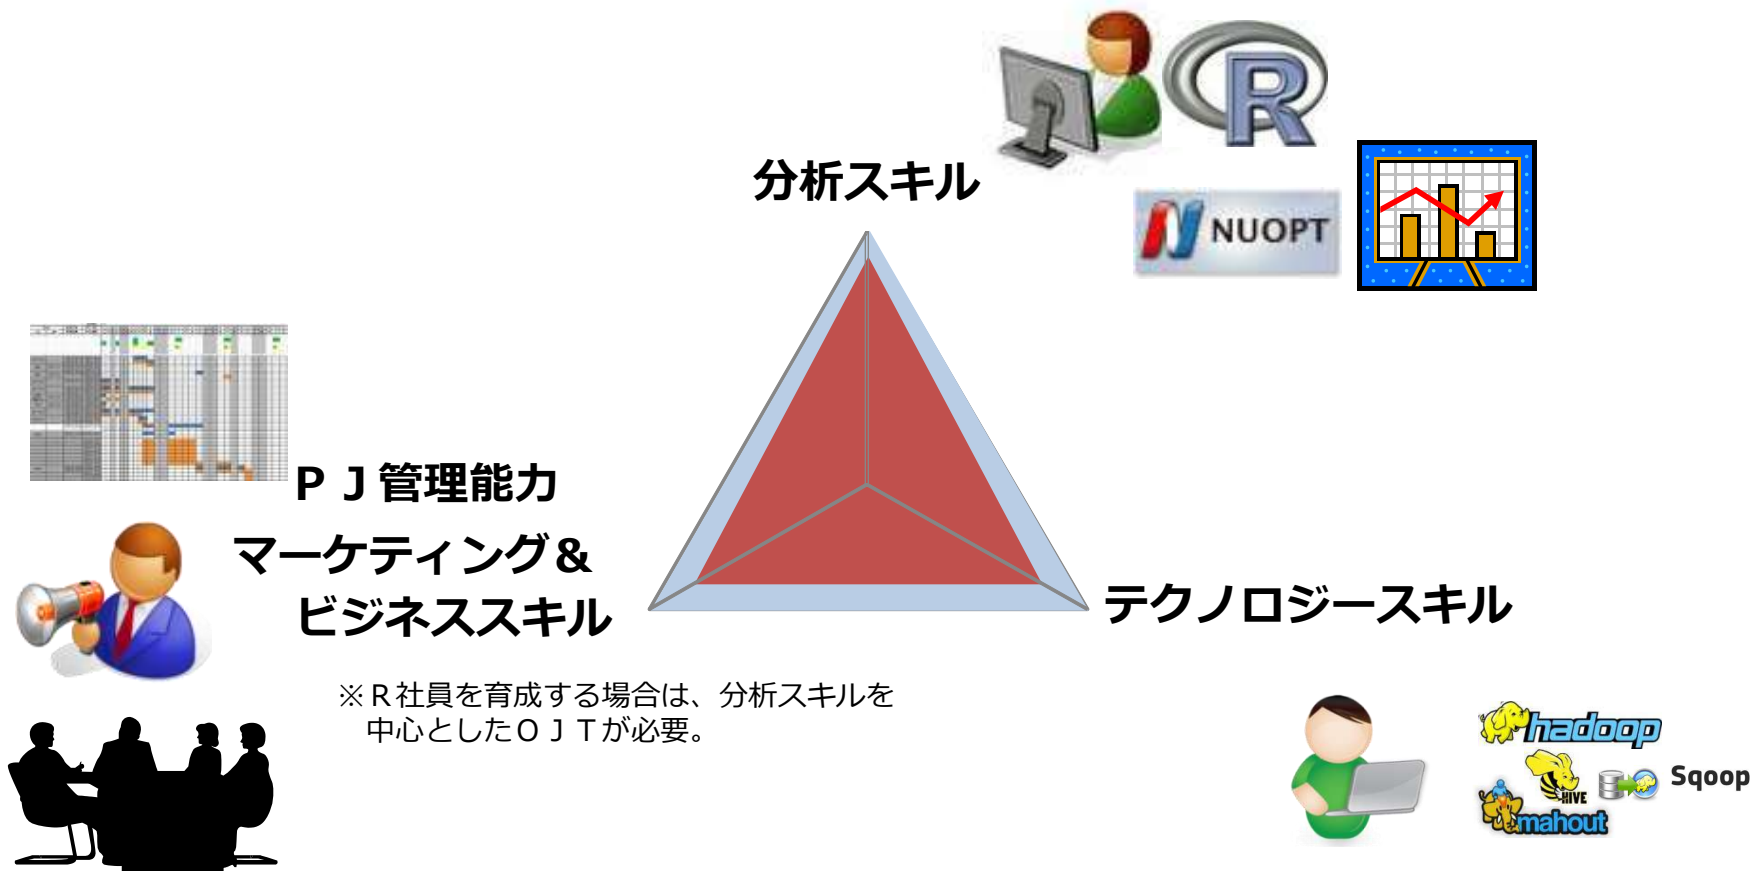 分析スキル
R
NUOPT
ＰＪ管理能力
マーケティング＆
ビジネススキル
テクノロジースキル
※Ｒ社員を育成する場合は、分析スキルを
中心としたＯＪＴが必要。
hadoop
HIVE
Sqoop
mahout